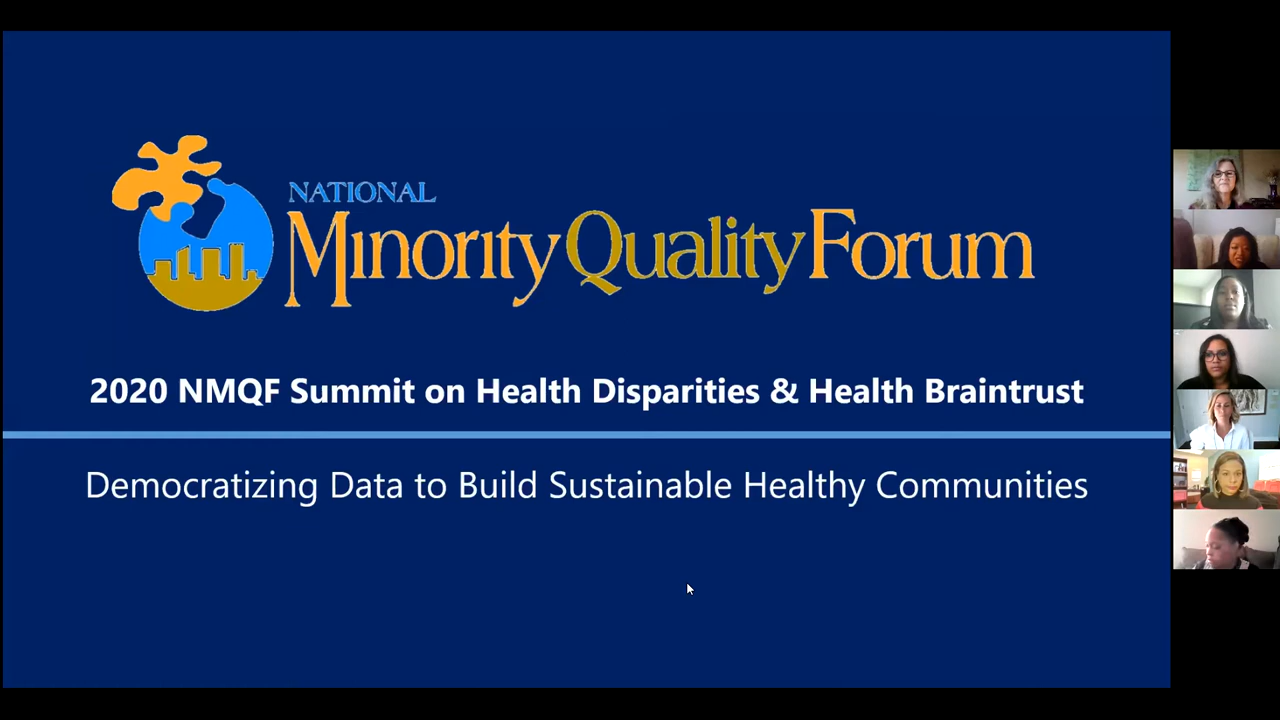 NATIONAL
Minority Quality Forum
2020 NMQF Summit on Health Disparities & Health Braintrust
Democratizing Data to Build Sustainable Healthy Communities